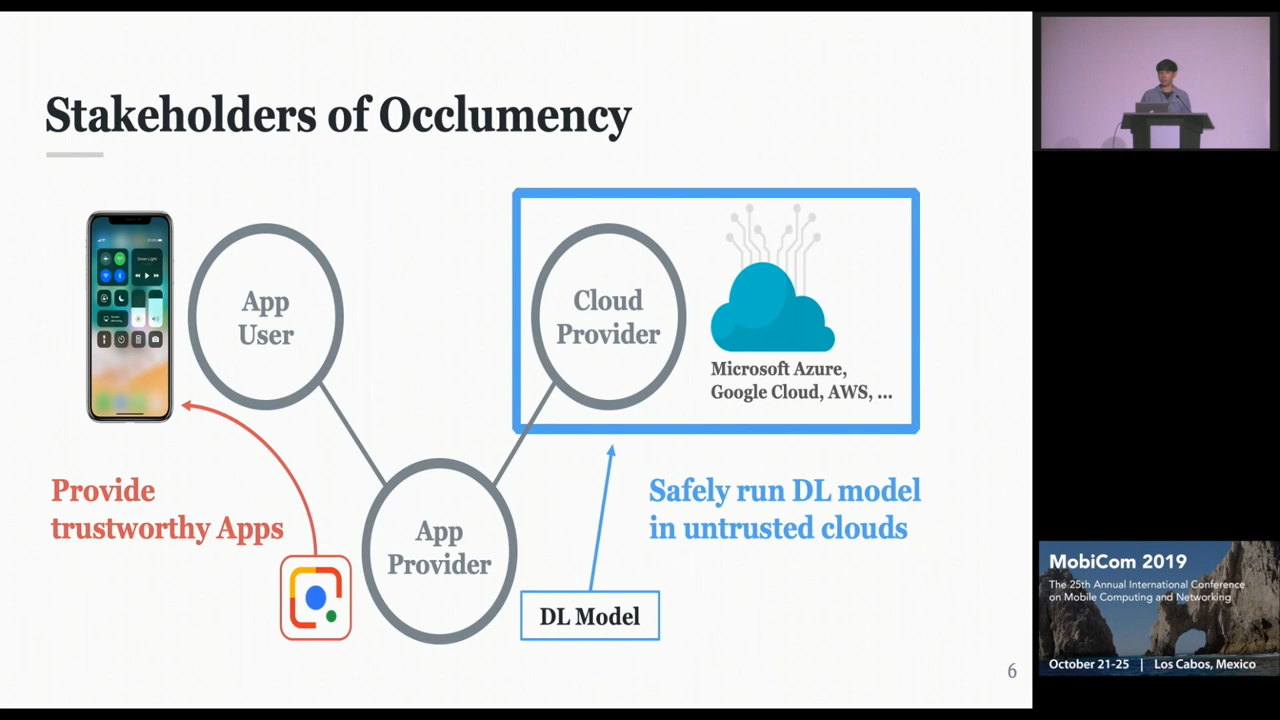 Stakeholders of Occlumency
App
User
Cloud
Provider
Microsoft Azure,
Google Cloud, AWS, ...
Provide
trustworthy Apps
App
Provider
Safely run DL model
in untrusted clouds
DL Model
6
MobiCom 2019
The 25th Annual International Conference
on Mobile Computing and Networking
October 21-25 | Los Cabos, Mexico